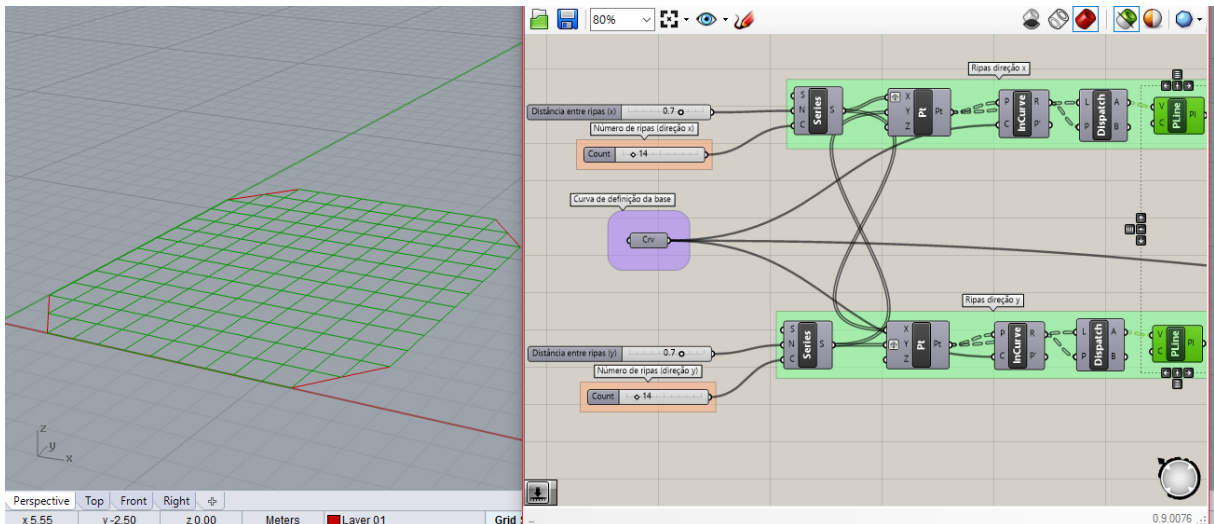 80%
Ripas direção x
Distância entre ripas (x)
0.7
S
N
C
Series
S
X
Y
Z
Pt
Pt
P
C
InCurve
R
P'
L
P
Dispatch
A
B
V
C
PLine
Pl
Número de ripas (direção x)
Count
14
Curva de definição da base
Crv
Ripas direção y
Distância entre ripas (y)
0.7
S
N
C
Series
S
X
Y
Z
Pt
Pt
P
C
InCurve
R
P'
L
P
Dispatch
A
B
V
C
PLine
Pl
Número de ripas (direção y)
Count
14
z
y
x
Perspective Top Front Right
x 5.55 y -2.50 z 0.00 Meters Layer 01 Grid S
0.9.0076